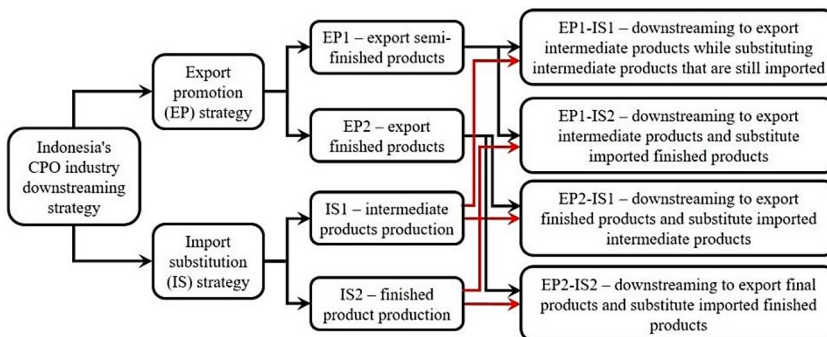 Indonesia's
CPO industry
downstreaming
strategy
Export
promotion
(EP) strategy
Import
substitution
(IS) strategy
EP1 – export semi-
finished products
EP2 – export
finished products
IS1 – intermediate
products production
IS2 – finished
product production
EP1-IS1 – downstreaming to export
intermediate products while substituting
intermediate products that are still imported
EP1-IS2 – downstreaming to export
intermediate products and substitute
imported finished products
EP2-IS1 – downstreaming to export
finished products and substitute imported
intermediate products
EP2-IS2 – downstreaming to export final
products and substitute imported finished
products